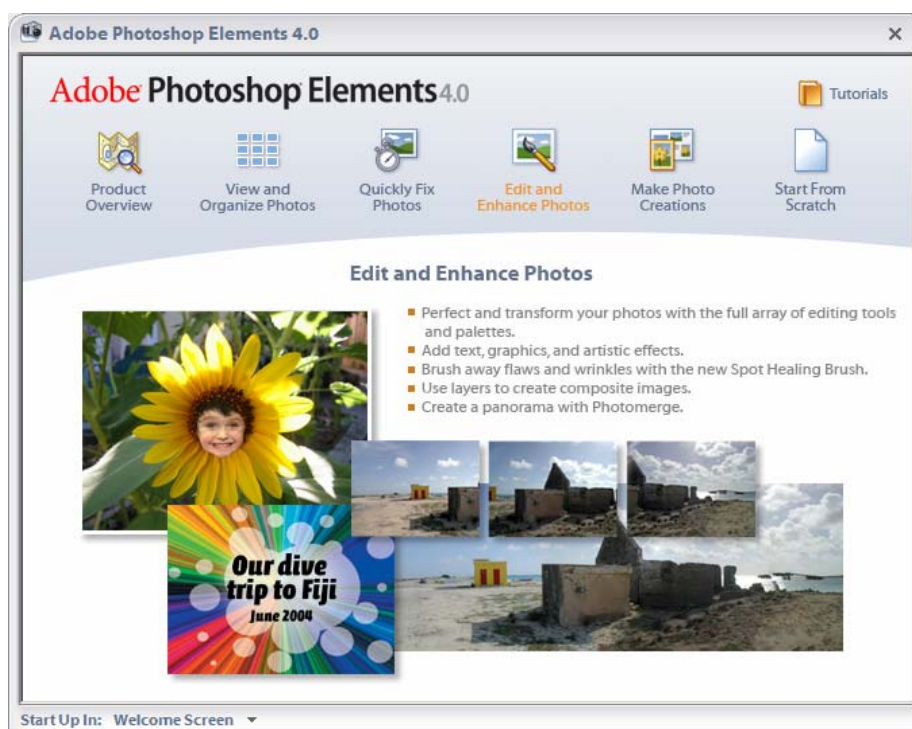 Adobe Photoshop Elements 4.0
Adobe Photoshop Elements 4.0
Tutorials
Product
Overview
View and
Organize Photos
Quickly Fix
Photos
Edit and
Enhance Photos
Make Photo
Creations
Start From
Scratch
Edit and Enhance Photos
Perfect and transform your photos with the full array of editing tools
and palettes.
Add text, graphics, and artistic effects.
Brush away flaws and wrinkles with the new Spot Healing Brush.
Use layers to create composite images.
Create a panorama with Photomerge.
Our dive
trip to Fiji
June 2004
Start Up In: Welcome Screen